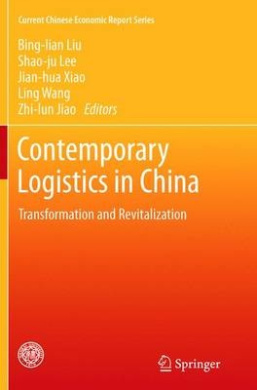 Current Chinese Economic Report Series
Bing-lian Liu
Shao-ju Lee
Jian-hua Xiao
Ling Wang
Zhi-lun Jiao Editors
Contemporary
Logistics in China
Transformation and Revitalization
Springer